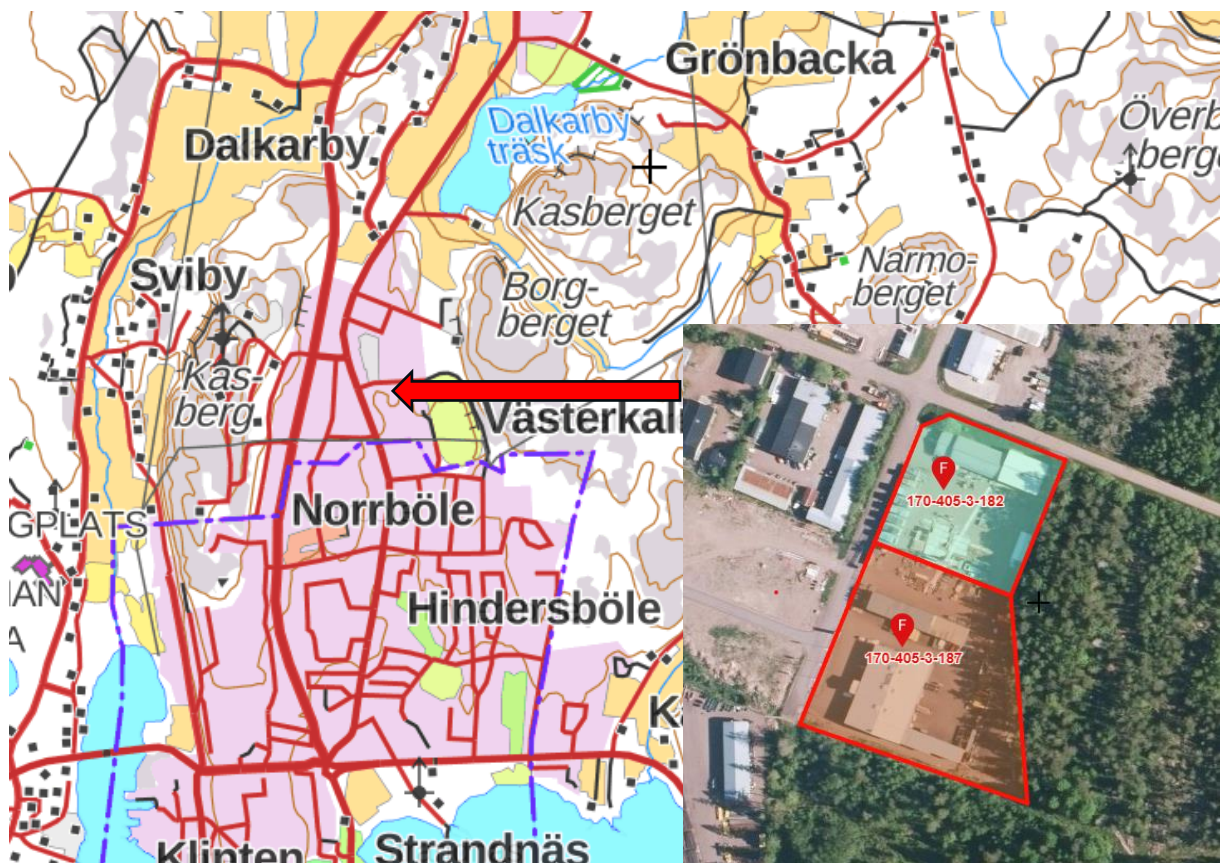 Grönbacka
Dalkarby
träsk
Överb
berge
Dalkarby
Kasberget
Sviby
Borg-
berget
Närmo-
berget
Kas-
berg
Västerkal
170-405-3-182
GPLATS
Norrböle
AN
Hindersböle
A
170-405-3-187
F
F
K
Klinten
Strandnäs